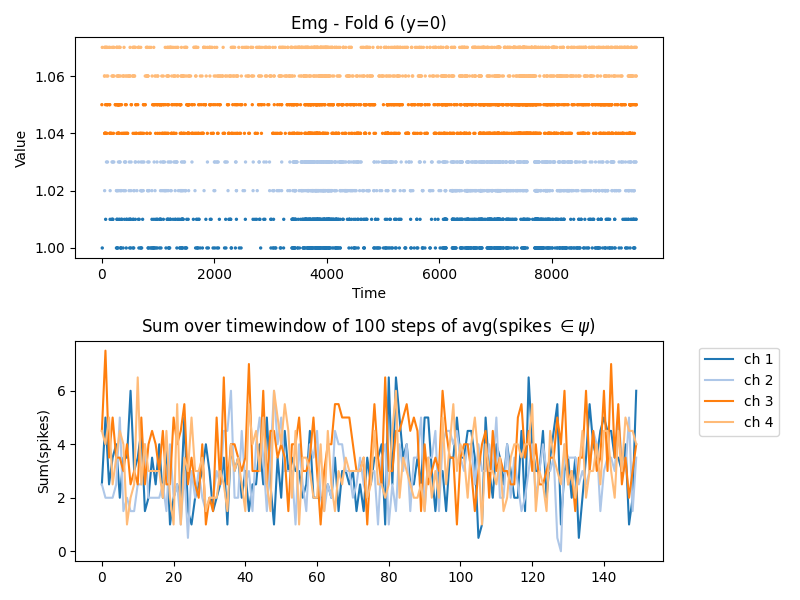 Emg - Fold 6 (y=0)
Value
1.06
1.04
1.02
1.00
0 2000 4000 6000 8000
Time
Sum over timewindow of 100 steps of avg(spikes ∈ψ)
Sum(spikes)
6
4
2
0
0 20 40 60 80 100 120 140
ch 1
ch 2
ch 3
ch 4